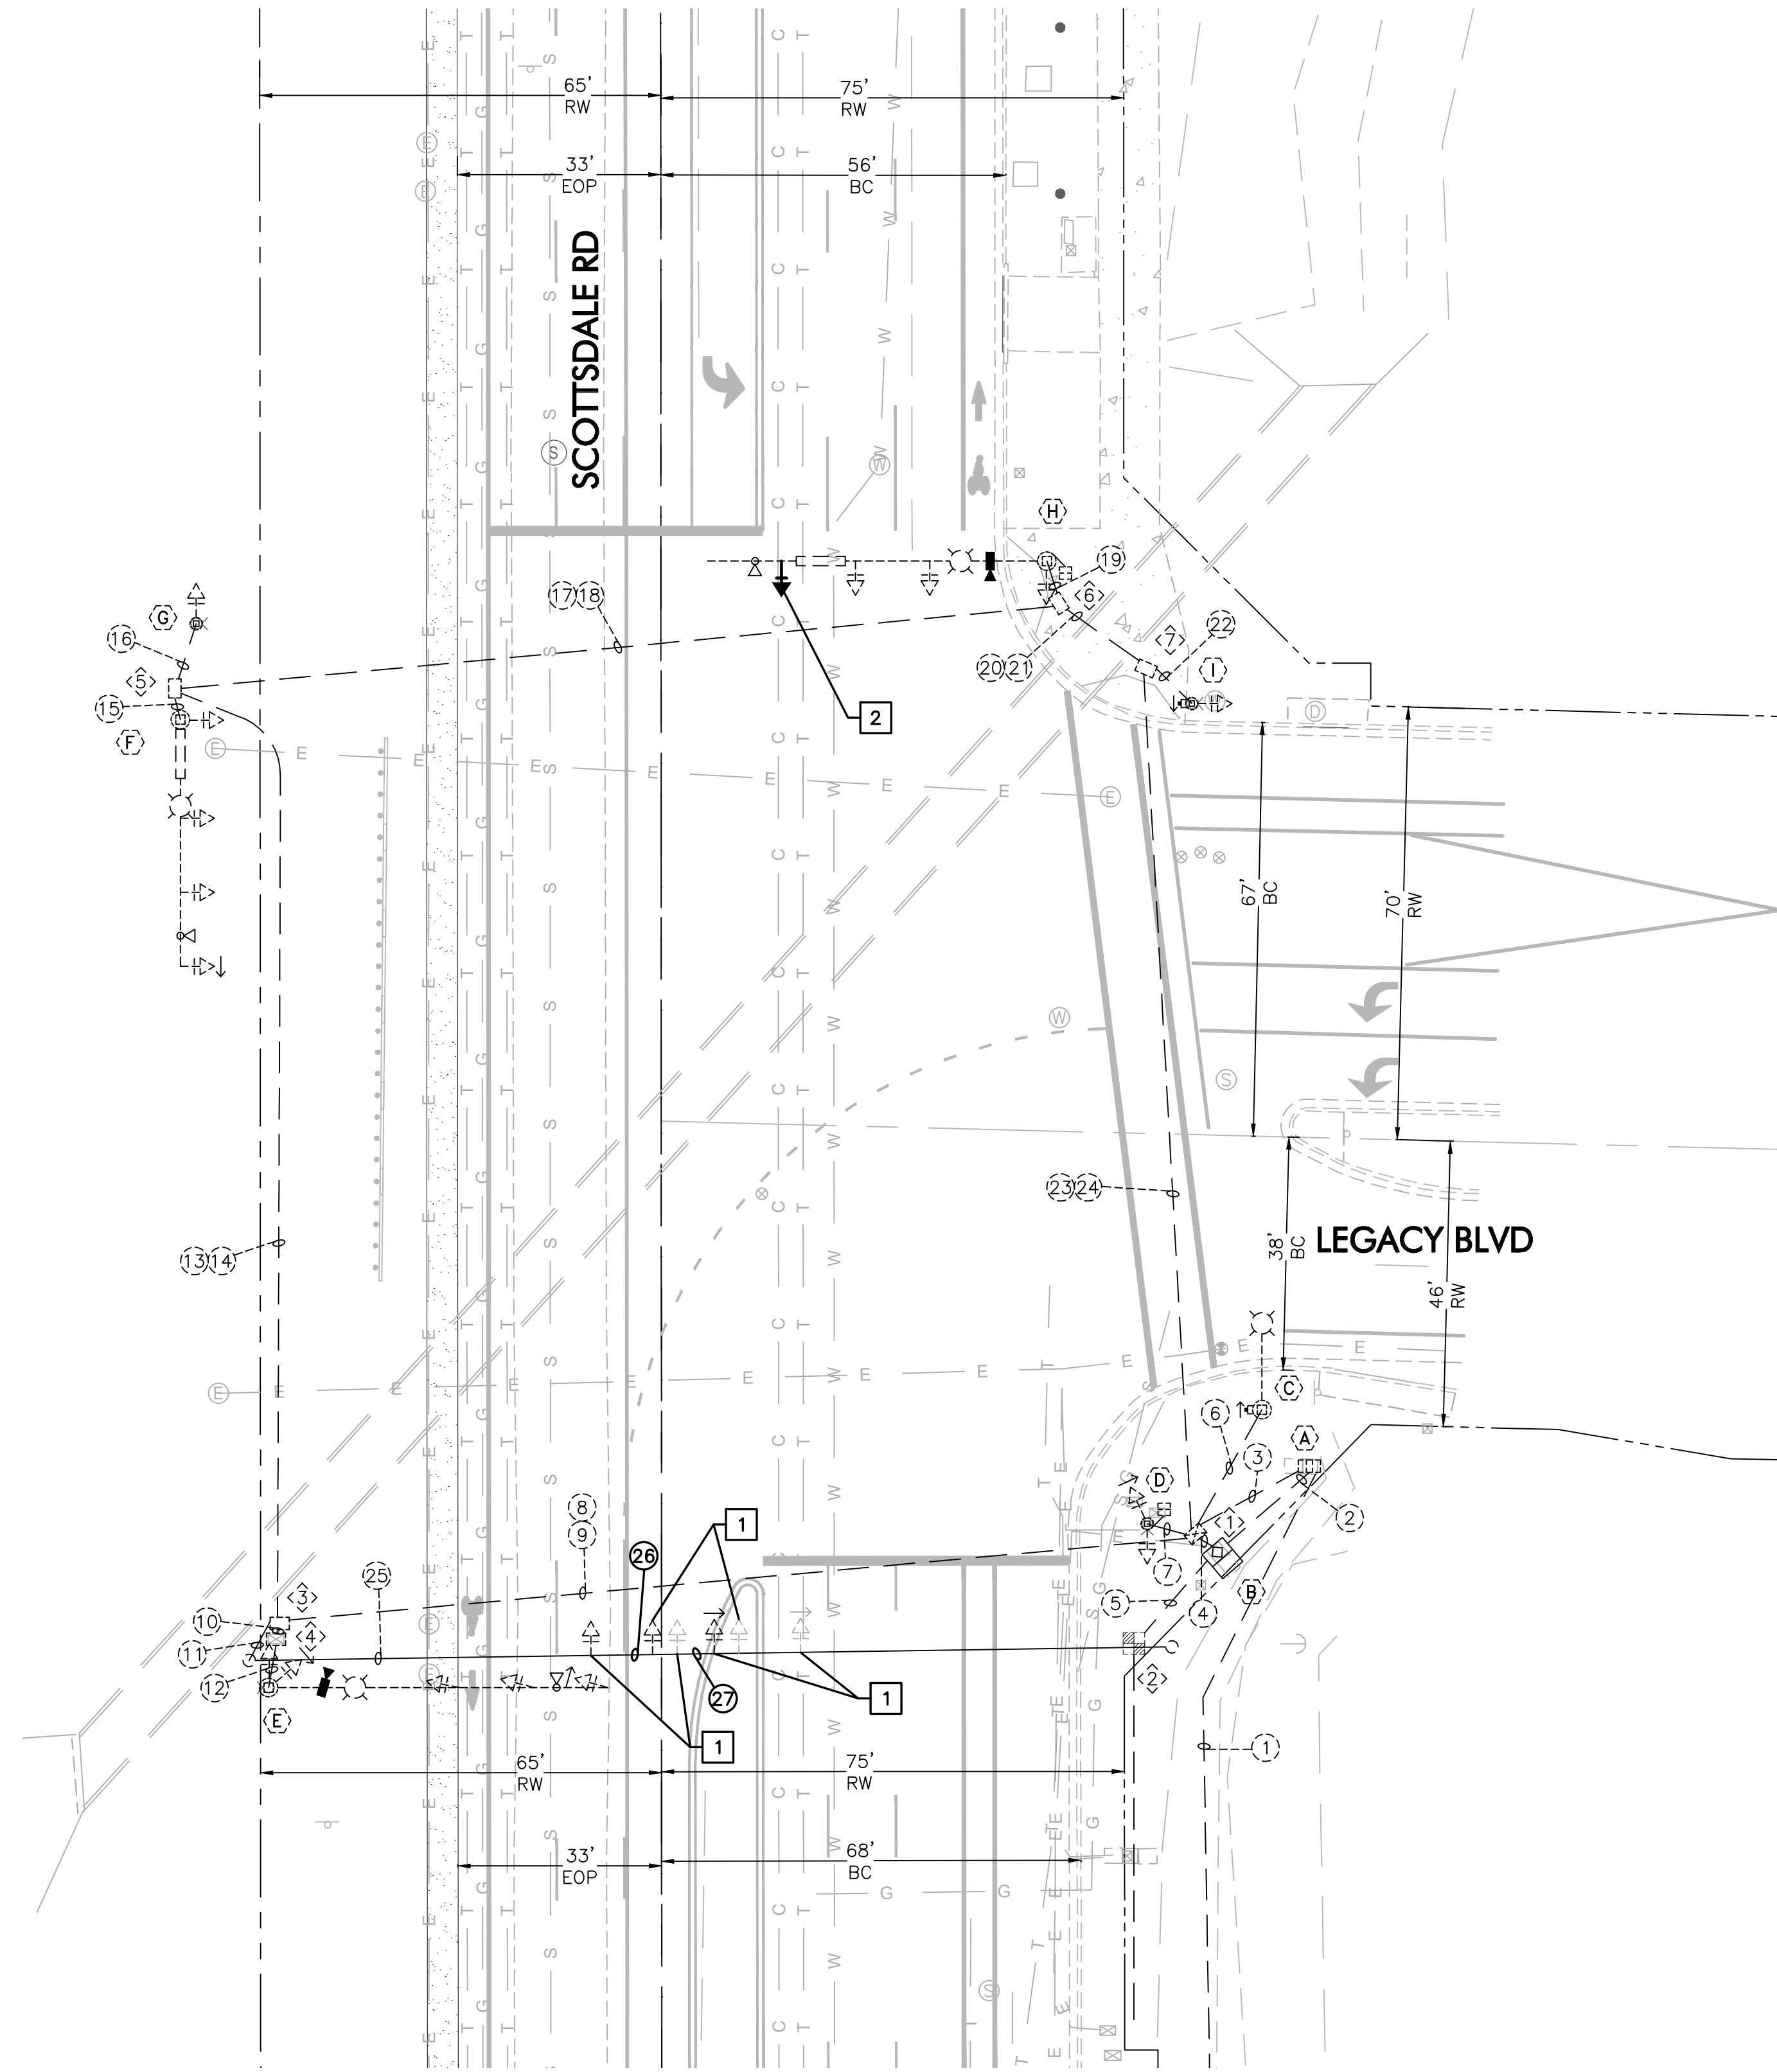 65'
RW
75'
RW
33'
EOP
56'
BC
SCOTTSDALE RD
H
19
6
17
18
G
16
22
7
20
21
I
5
15
F
2
D
67'
BC
70'
RW
23
24
LEGACY BLVD
38'
BC
46'
RW
13
14
C
6
A
3
D
2
1
8
9
1
26
7
B
25
3
5
4
10
4
11
12
2
27
1
E
1
1
65'
RW
75'
RW
33'
EOP
68'
BC
E
T
G
S
C
W